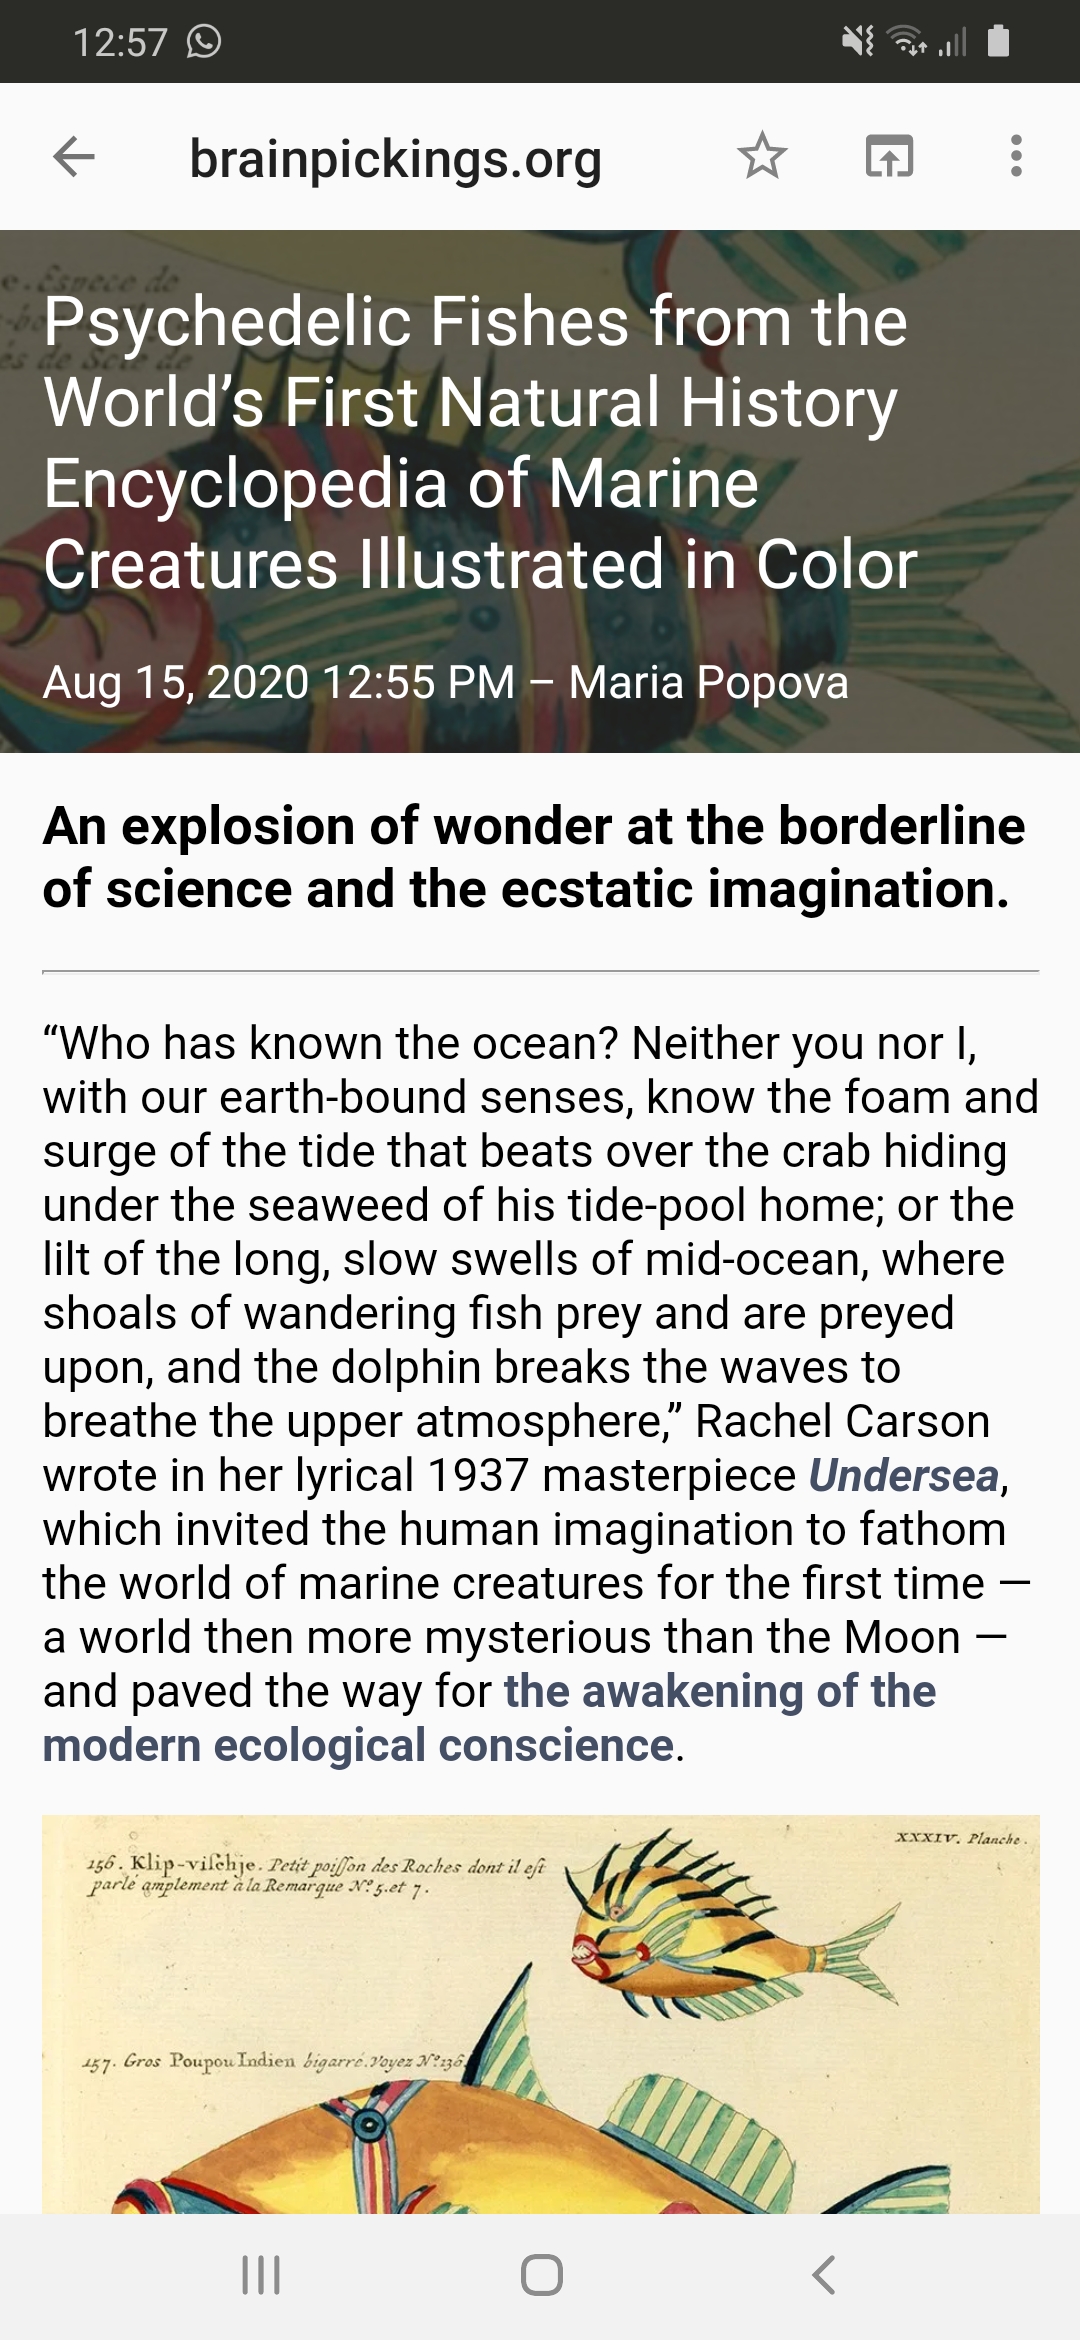 12:57
brainpickings.org
Psychedelic Fishes from the
World’s First Natural History
Encyclopedia of Marine
Creatures Illustrated in Color
Aug 15, 2020 12:55 PM – Maria Popova
An explosion of wonder at the borderline
of science and the ecstatic imagination.
“Who has known the ocean? Neither you nor I,
with our earth-bound senses, know the foam and
surge of the tide that beats over the crab hiding
under the seaweed of his tide-pool home; or the
lilt of the long, slow swells of mid-ocean, where
shoals of wandering fish prey and are preyed
upon, and the dolphin breaks the waves to
breathe the upper atmosphere,” Rachel Carson
wrote in her lyrical 1937 masterpiece Undersea,
which invited the human imagination to fathom
the world of marine creatures for the first time —
a world then more mysterious than the Moon —
and paved the way for the awakening of the
modern ecological conscience.
XXXIV. Planche.
156. Klip-viſchje. Petit poiſſon des Roches dont il eſt
parlé amplement à la Remarque Nº 5. et 7.
157. Gros Poupou Indien bigarré. Voyez Nº 136.